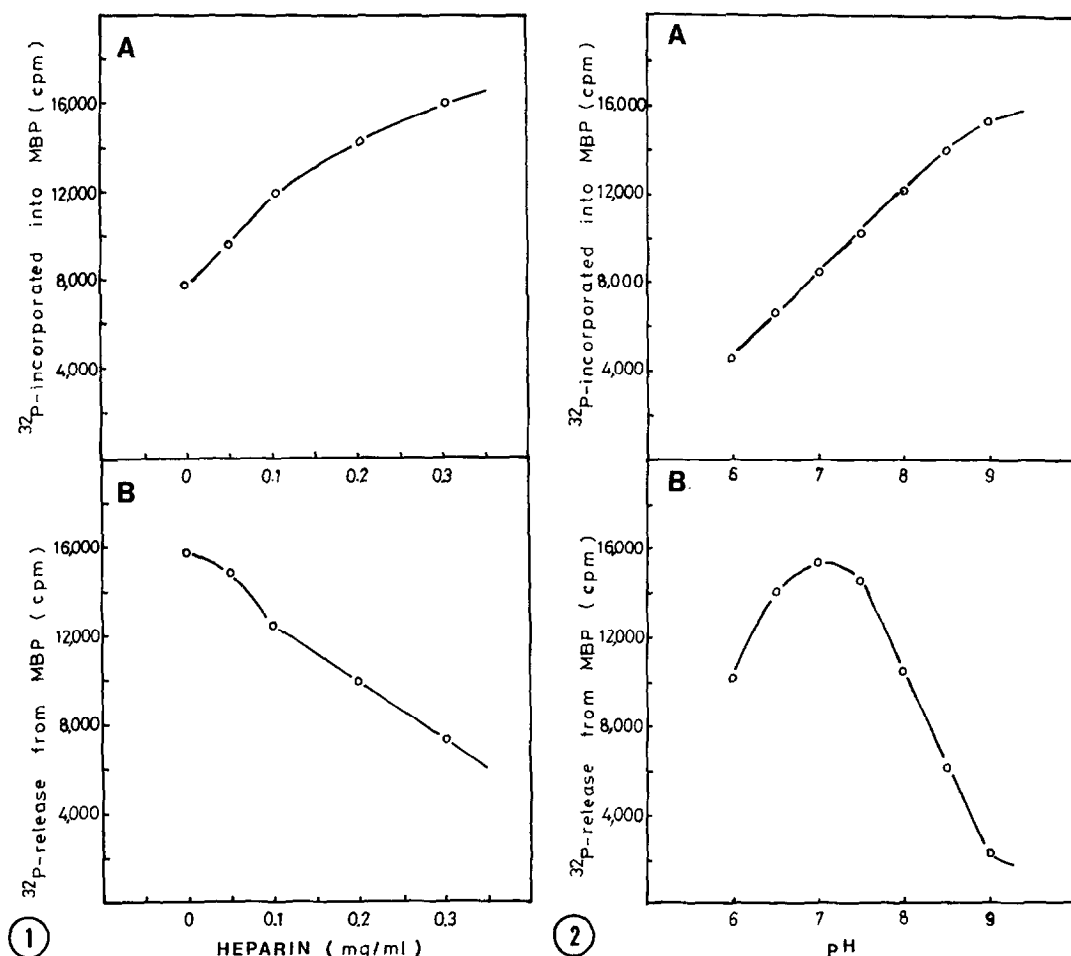 A
³²P-incorporated into MBP (cpm)
16,000
12,000
8,000
4,000
0 0.1 0.2 0.3
B
³²P-release from MBP (cpm)
16,000
12,000
8,000
4,000
0 0.1 0.2 0.3
HEPARIN (mg/ml)
1
A
³²P-incorporated into MBP (cpm)
16,000
12,000
8,000
4,000
6 7 8 9
B
³²P-release from MBP (cpm)
16,000
12,000
8,000
4,000
6 7 8 9
pH
2